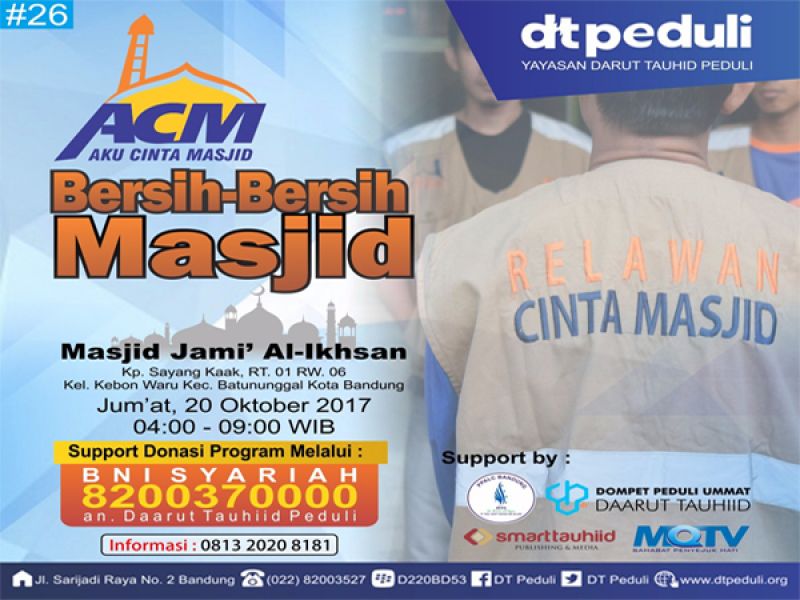 #26
dt peduli
YAYASAN DARUT TAUHID PEDULI
ACM
AKU CINTA MASJID
Bersih-Bersih
Masjid
RELAWAN
CINTA MASJID
Masjid Jami' Al-Ikhsan
Kp. Sayang Kaak, RT. 01 RW. 06
Kel. Kebon Waru Kec. Batununggal Kota Bandung
Jum'at, 20 Oktober 2017
04:00 - 09:00 WIB
Support Donasi Program Melalui :
BNI SYARIAH
8200370000
an. Daarut Tauhiid Peduli
Informasi : 0813 2020 8181
Support by :
PPALC BANDUNG
DOMPET PEDULI UMMAT
DAARUT TAUHIID
smarttauhiid
PUBLISHING & MEDIA
MQTV
SAHABAT PENYEJUK HATI
Jl. Sarijadi Raya No. 2 Bandung (022) 82003527 D220BD53 DT Peduli DT Peduli www.dtpeduli.org